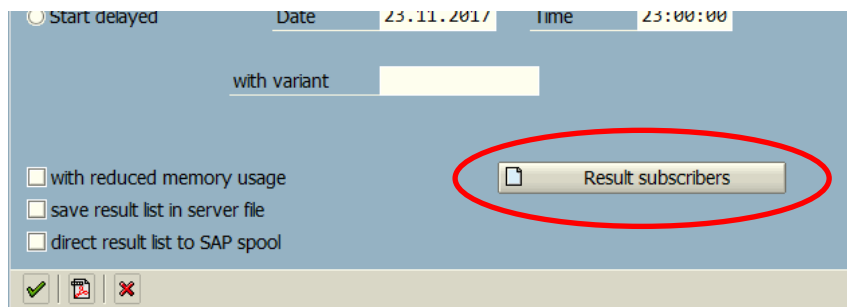 Start delayed Date 23.11.2017 Time 23:00:00
with variant
with reduced memory usage Result subscribers
save result list in server file
direct result list to SAP spool